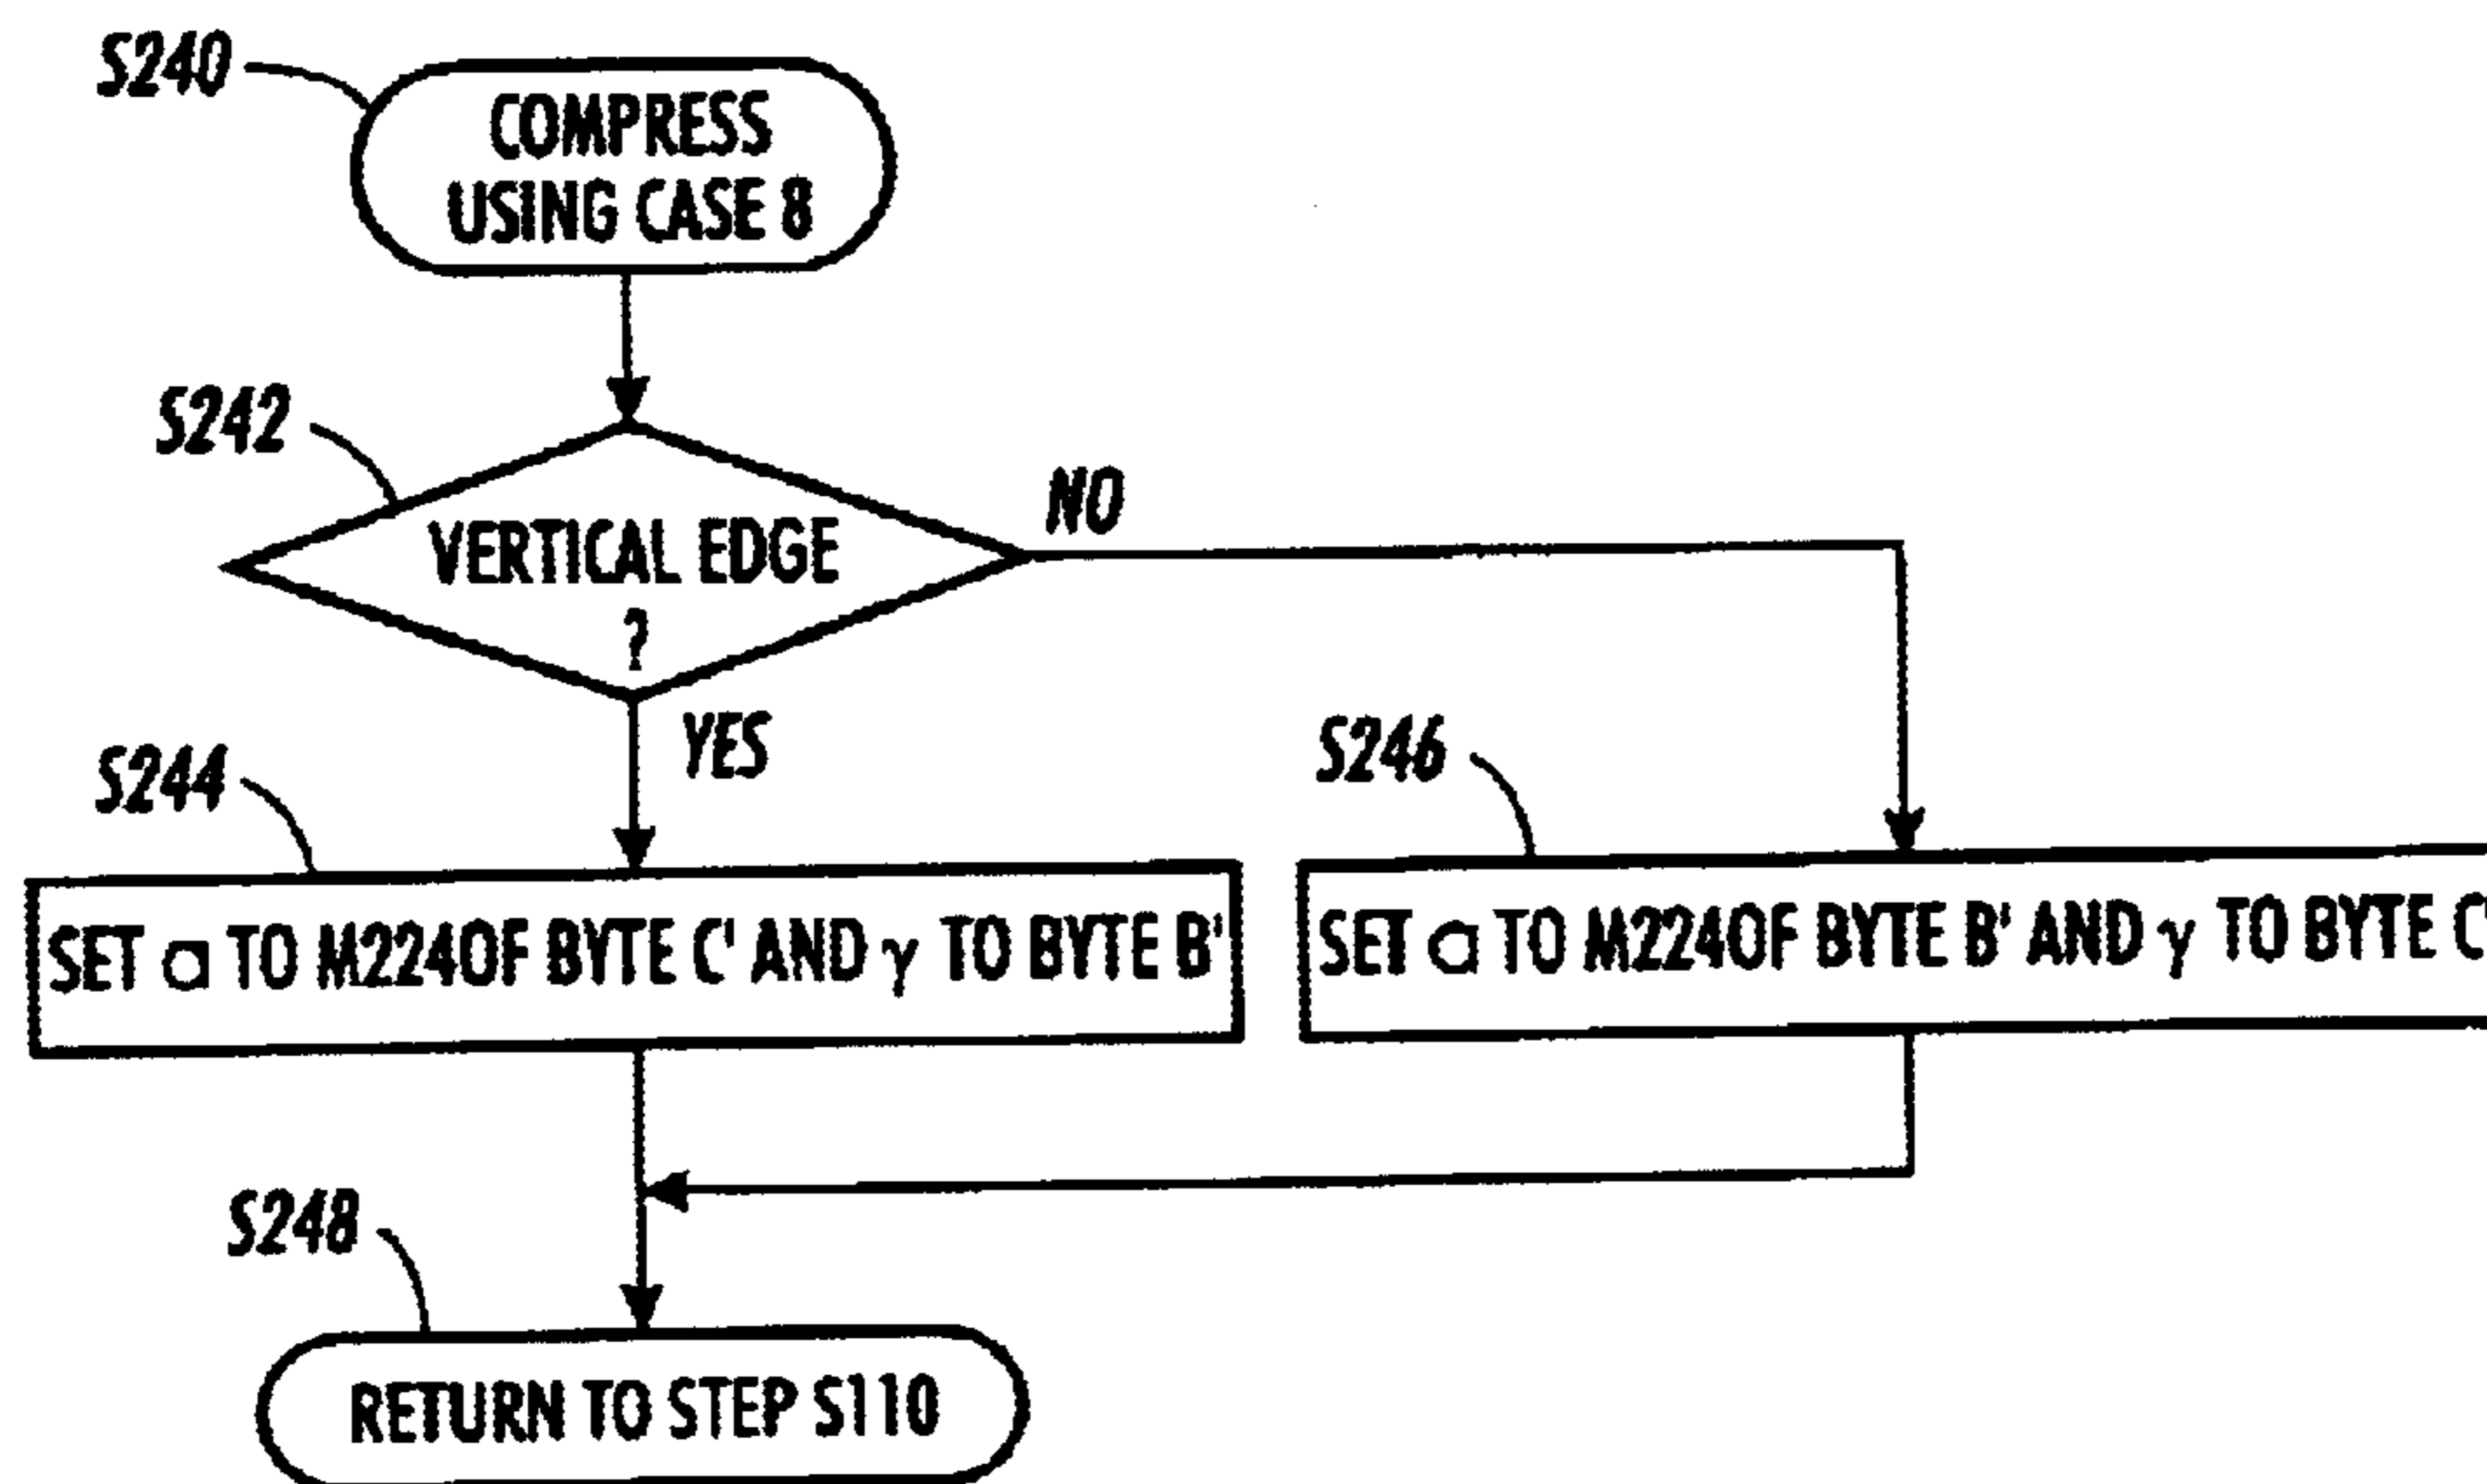 S240
COMPRESS
USING CASE 8
S242
VERTICAL EDGE
?
NO
YES
S244
S246
SET a TO M224OF BYTE C' AND γ TO BYTE B'
SET a TO M224OF BYTE B' AND γ TO BYTE C'
S248
RETURN TO STEP S110